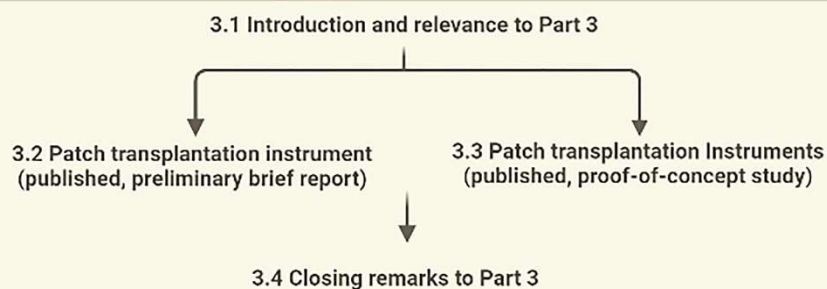 3.1 Introduction and relevance to Part 3
3.2 Patch transplantation instrument
(published, preliminary brief report)
3.3 Patch transplantation Instruments
(published, proof-of-concept study)
3.4 Closing remarks to Part 3